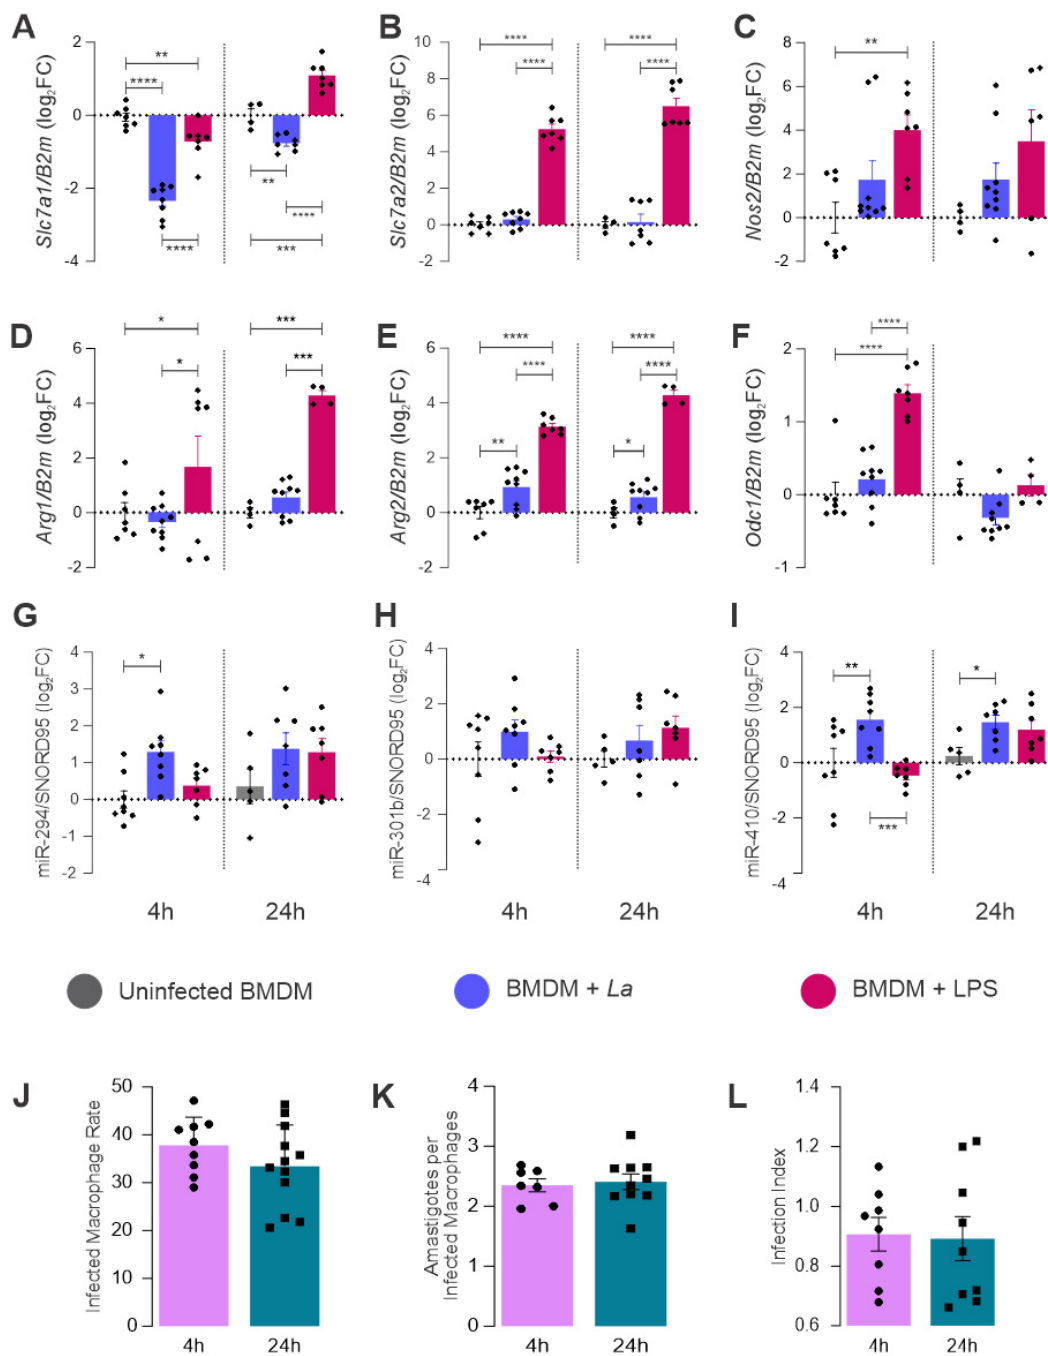 A
B
C
Slc7a1/B2m (log2FC)
2
0
-2
-4
**
****
****
**
****
***
Slc7a2/B2m (log2FC)
10
8
6
4
2
0
-2
****
****
****
****
Nos2/B2m (log2FC)
8
6
4
2
0
-2
**
D
E
F
Arg1/B2m (log2FC)
6
4
2
0
-2
*
*
***
***
Arg2/B2m (log2FC)
6
4
2
0
-2
****
****
**
****
****
*
Odc1/B2m (log2FC)
2
1
0
-1
****
****
G
H
I
miR-294/SNORD95 (log2FC)
4
3
2
1
0
-1
-2
*
miR-301b/SNORD95 (log2FC)
4
2
0
-2
-4
miR-410/SNORD95 (log2FC)
4
2
0
-2
4
**
***
*
4h 24h
4h 24h
4h 24h
Uninfected BMDM
BMDM + La
BMDM + LPS
J
K
L
Infected Macrophage Rate
50
40
30
20
10
0
4h 24h
Amastigotes per
Infected Macrophages
4
3
2
1
0
4h 24h
Infection Index
1.4
1.2
1.0
0.8
0.6
4h 24h